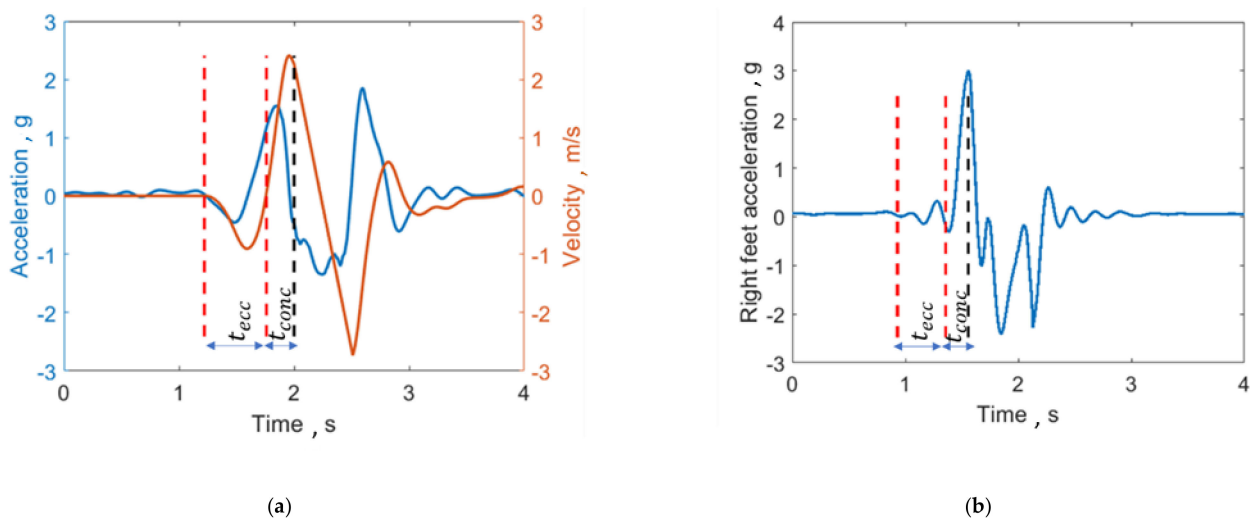 3
2
1
0
-1
-2
-3
Acceleration , g
3
2
1
0
-1
-2
-3
Velocity , m/s
t_ecc
t_conc
0 1 2 3 4
Time , s
(a)
4
3
2
1
0
-1
-2
-3
Right feet acceleration , g
t_ecc
t_conc
0 1 2 3 4
Time , s
(b)